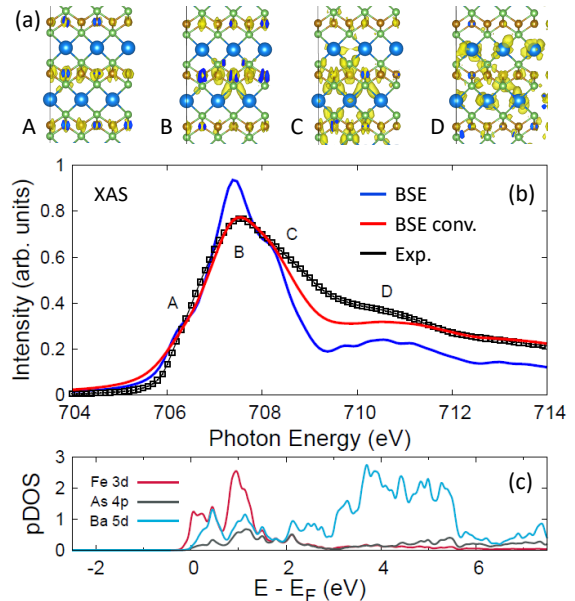 (a)
A B C D
XAS
(b)
BSE
BSE conv.
Exp.
A
B
C
D
Intensity (arb. units)
1
0.8
0.6
0.4
0.2
0
704 706 708 710 712 714
Photon Energy (eV)
(c)
Fe 3d
As 4p
Ba 5d
pDOS
3
2
1
0
-2 0 2 4 6
E - E_F (eV)